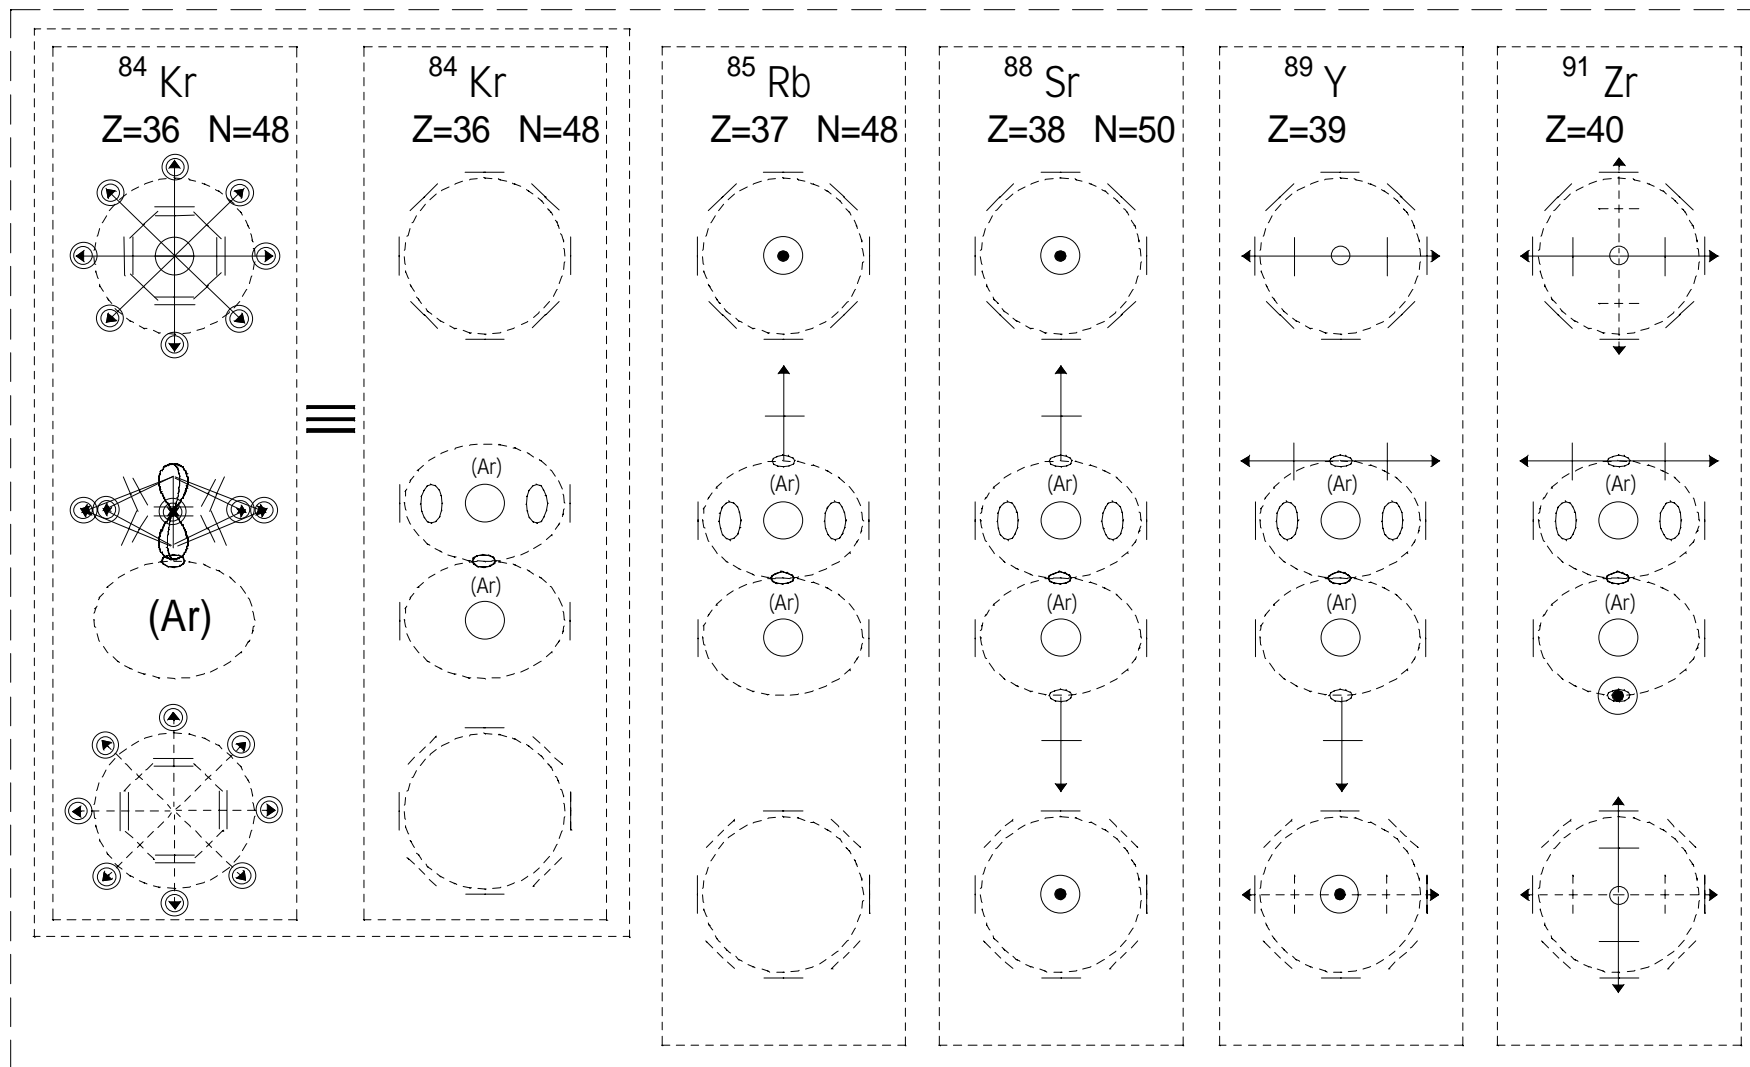 84 Kr
Z=36 N=48
(Ar)
84 Kr
Z=36 N=48
(Ar)
(Ar)
85 Rb
Z=37 N=48
(Ar)
(Ar)
88 Sr
Z=38 N=50
(Ar)
(Ar)
89 Y
Z=39
(Ar)
(Ar)
91 Zr
Z=40
(Ar)
(Ar)